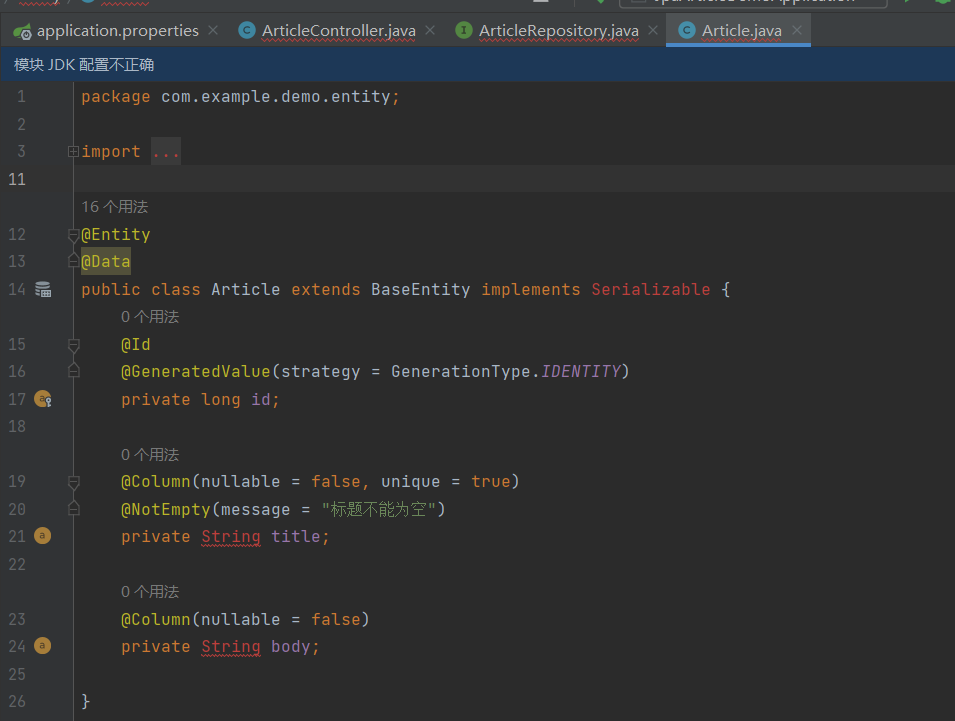 application.properties ArticleController.java ArticleRepository.java Article.java
模块 JDK 配置不正确
1 package com.example.demo.entity;
2
3 import ...
11
16 个用法
12 @Entity
13 @Data
14 public class Article extends BaseEntity implements Serializable {
0 个用法
15 @Id
16 @GeneratedValue(strategy = GenerationType.IDENTITY)
17 private long id;
18
0 个用法
19 @Column(nullable = false, unique = true)
20 @NotEmpty(message = "标题不能为空")
21 private String title;
22
0 个用法
23 @Column(nullable = false)
24 private String body;
25
26 }